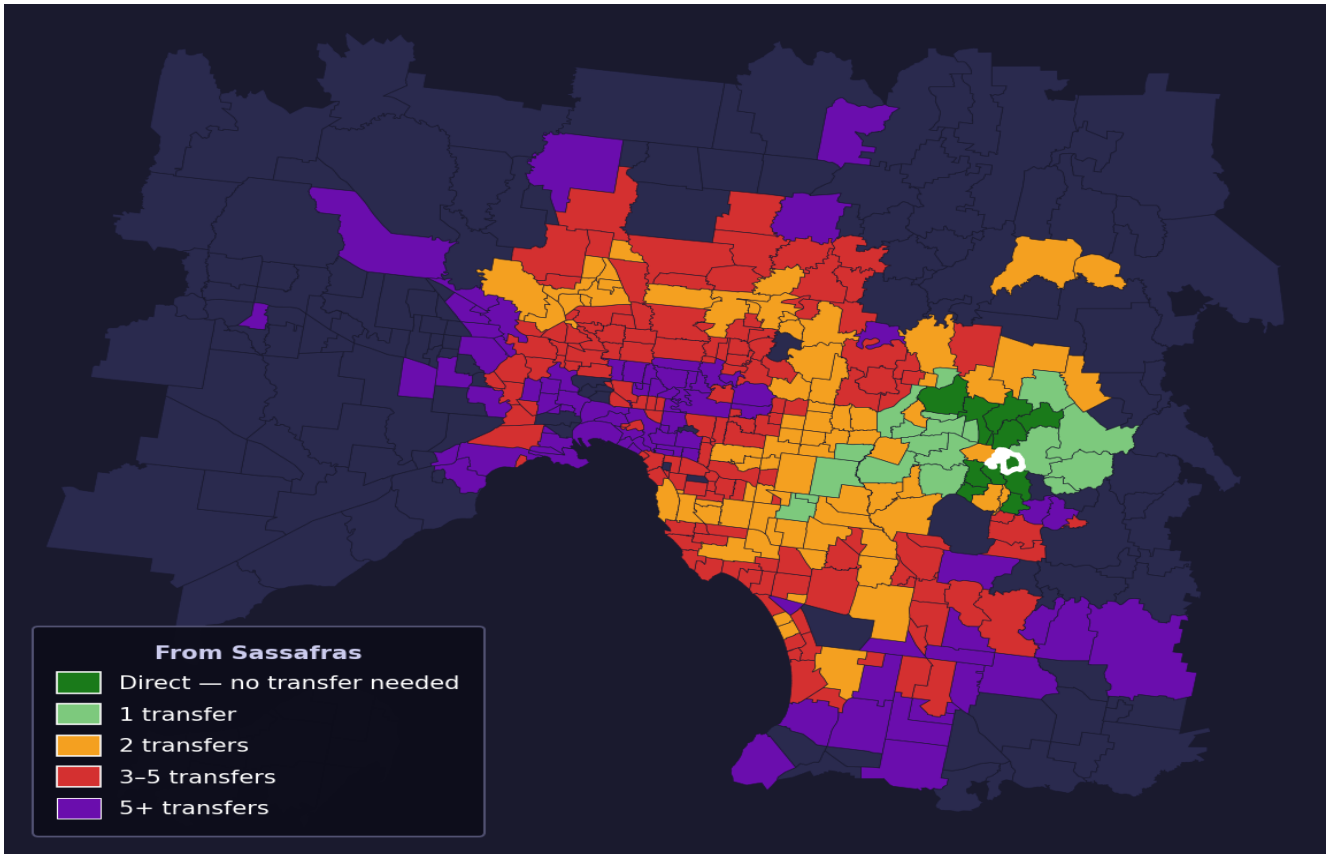 From Sassafras
Direct — no transfer needed
1 transfer
2 transfers
3–5 transfers
5+ transfers